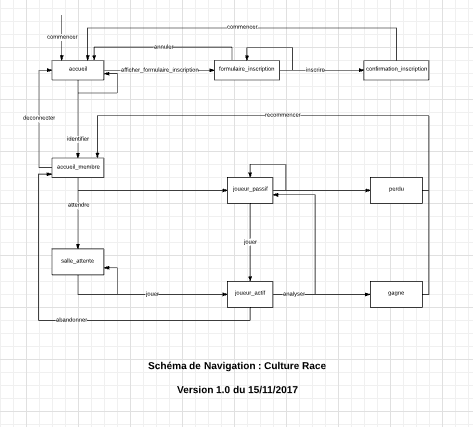 commencer
commencer
annuler
accueil
afficher_formulaire_inscription
formulaire_inscription
inscrire
confirmation_inscription
deconnecter
recommencer
identifier
accueil_membre
joueur_passif
perdu
attendre
jouer
salle_attente
jouer
joueur_actif
analyser
gagne
abandonner
Schéma de Navigation : Culture Race
Version 1.0 du 15/11/2017